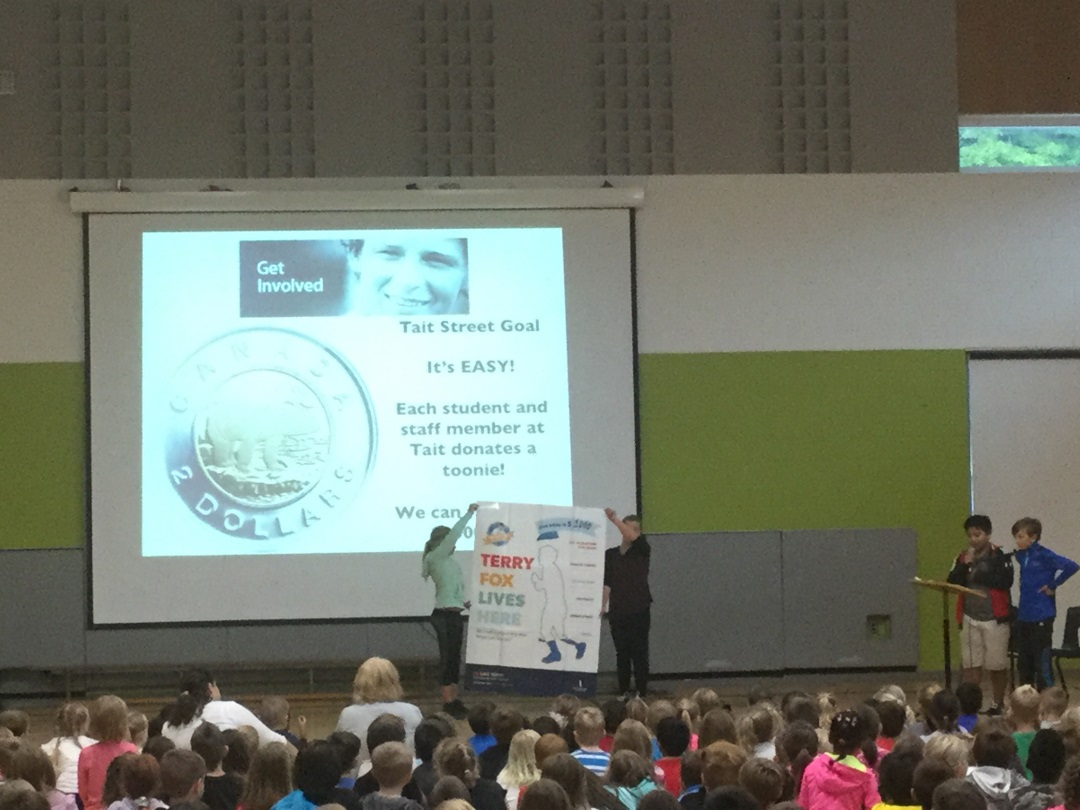 Get
Involved
Tait Street Goal
It's EASY!
Each student and
staff member at
Tait donates a
toonie!
We can
CANADA
2 DOLLARS
TERRY
FOX
LIVES
HERE